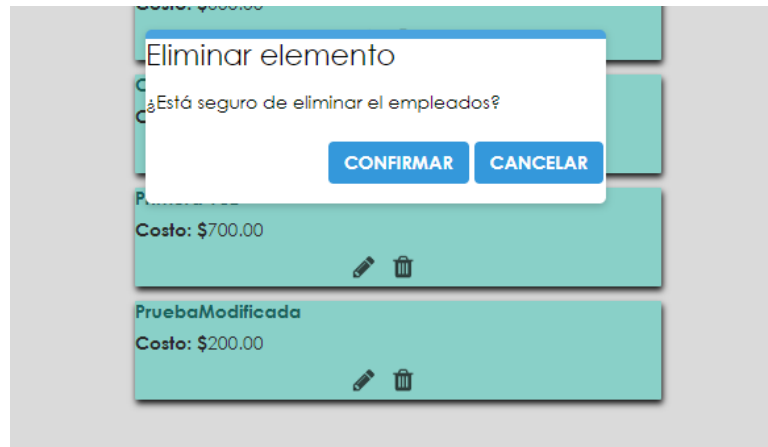 Eliminar elemento
¿Está seguro de eliminar el empleados?
CONFIRMAR CANCELAR
Costo: $700.00
PruebaModificada
Costo: $200.00